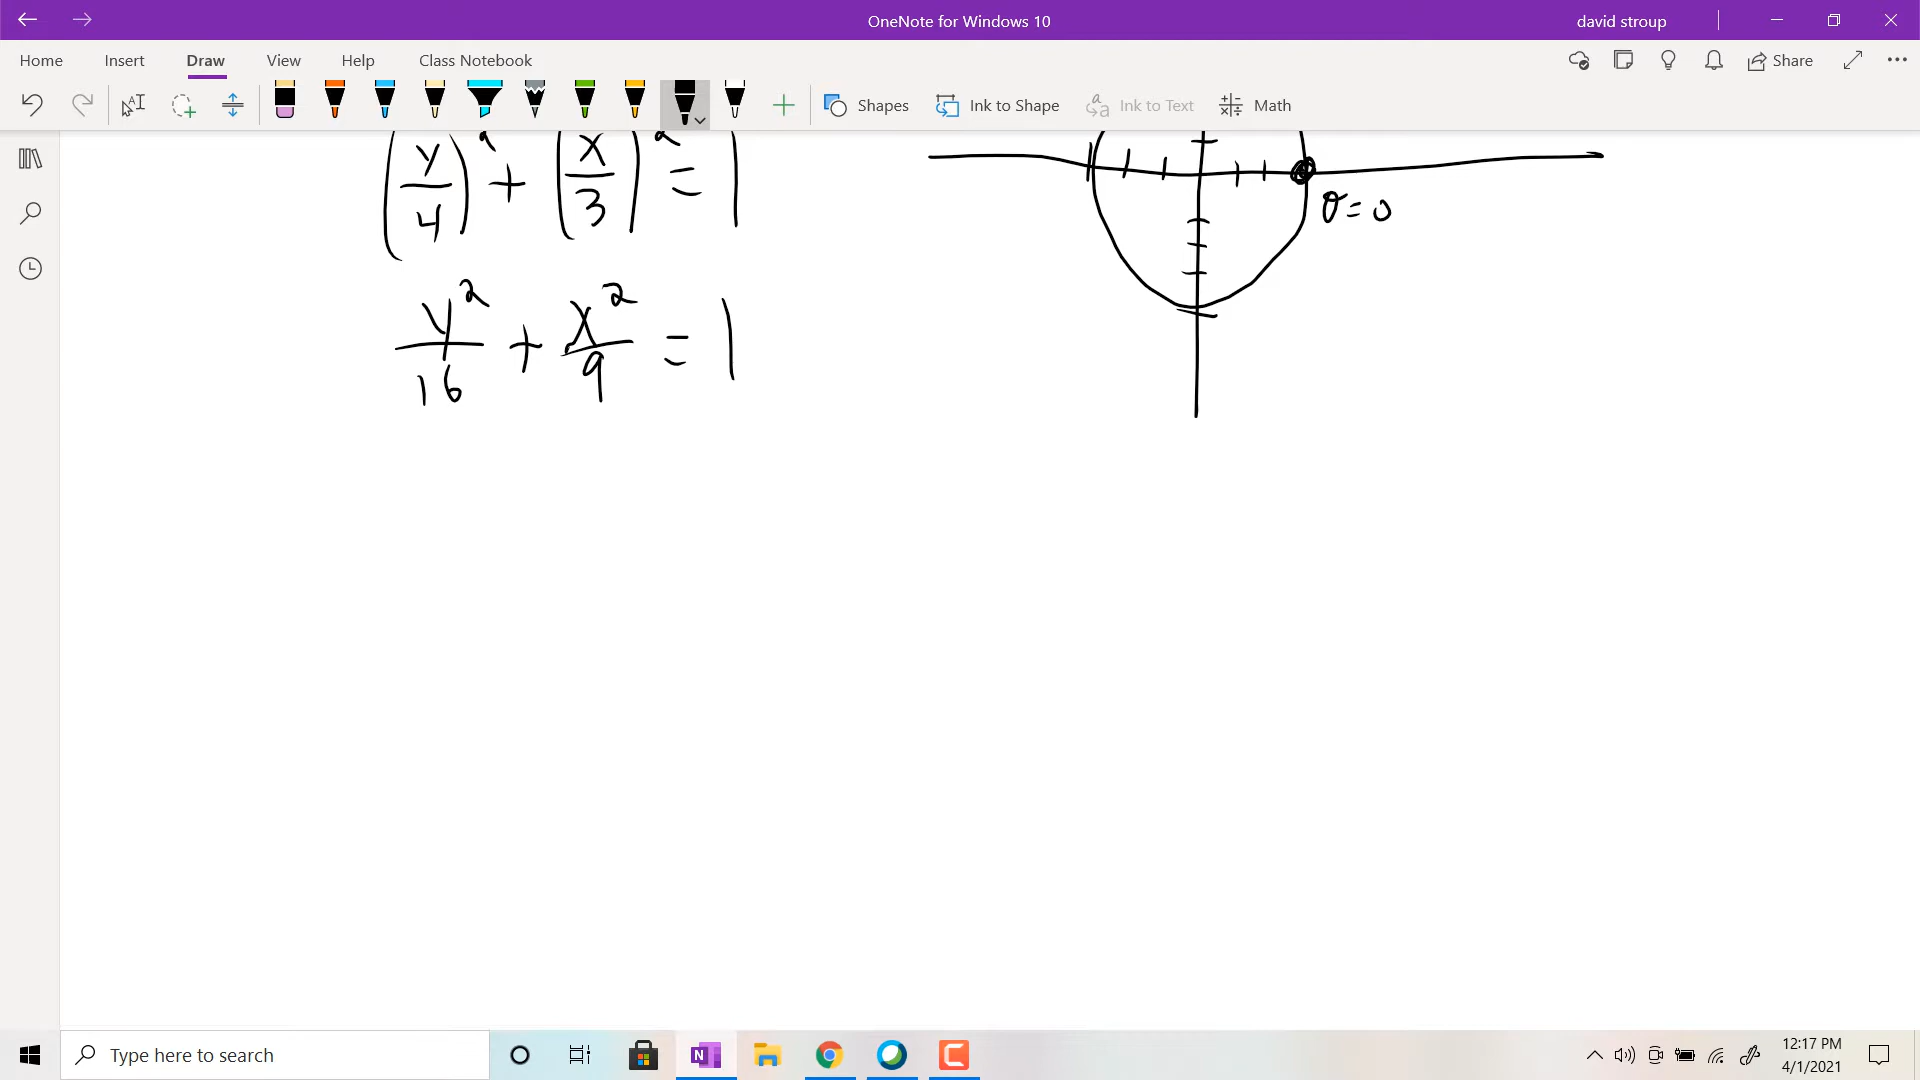 OneNote for Windows 10
david stroup
Home Insert Draw View Help Class Notebook
Share
Shapes Ink to Shape Ink to Text Math
(y/4)² + (x/3)² = 1
θ = 0
y²/16 + x²/9 = 1
Type here to search
12:17 PM
4/1/2021